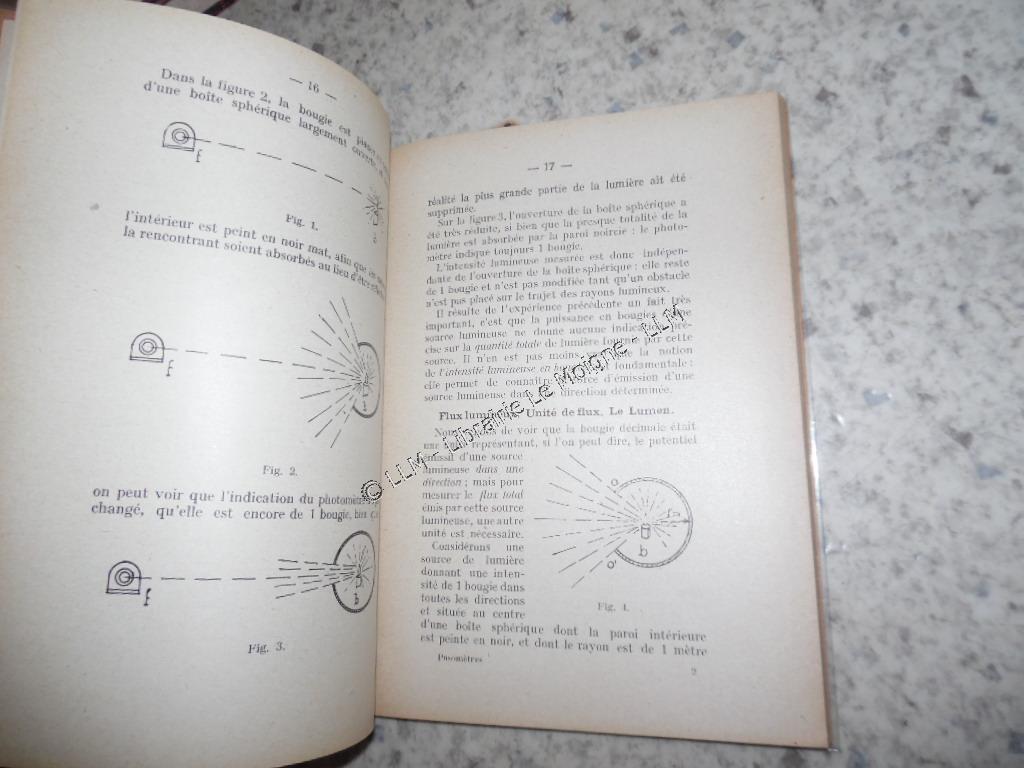 — 16 —
Dans la figure 2, la bougie est
d'une boîte sphérique largement
E
Fig. 1.
l'intérieur est peint en noir mat, afin que
la rencontrant soient absorbés au lieu
E
b
Fig. 2.
on peut voir que l'indication du
changé, qu'elle est encore de 1 bougie, bien
E
b
Fig. 3.
— 17 —
réalité la plus grande partie de la lumière ait été
supprimée.
Sur la figure 3, l'ouverture de la boîte sphérique a
été très réduite, si bien que la presque totalité de la
lumière est absorbée par la paroi noircie : le photo-
mètre indique toujours 1 bougie.
L'intensité lumineuse mesurée est donc indépen-
dante de l'ouverture de la boîte sphérique : elle reste
de 1 bougie et n'est pas modifiée tant qu'un obstacle
n'est pas placé sur le trajet des rayons lumineux.
Il résulte de l'expérience précédente un fait très
important, c'est que la puissance en bougies
source lumineuse ne donne aucune indication pré-
cise sur la quantité totale de lumière fournie par cette
source. Il n'en est pas moins la notion
de l'intensité lumineuse en fondamentale :
elle permet de connaître force d'émission d'une
source lumineuse dans direction déterminée.
Flux lumineux, Unité de flux, Le Lumen.
de voir que la bougie décimale était
une représentant, si l'on peut dire, le potentiel
émissif d'une source
lumineuse dans une
direction ; mais pour
mesurer le flux total
émis par cette source
lumineuse, une autre
unité est nécessaire.
Considérons une
source de lumière
donnant une inten-
sité de 1 bougie dans
toutes les directions
et située au centre
o
b
o'
Fig. 4.
d'une boîte sphérique dont la paroi intérieure
est peinte en noir, et dont le rayon est de 1 mètre
Posomètres
2
© LLM - Librairie Le Moigne LLM